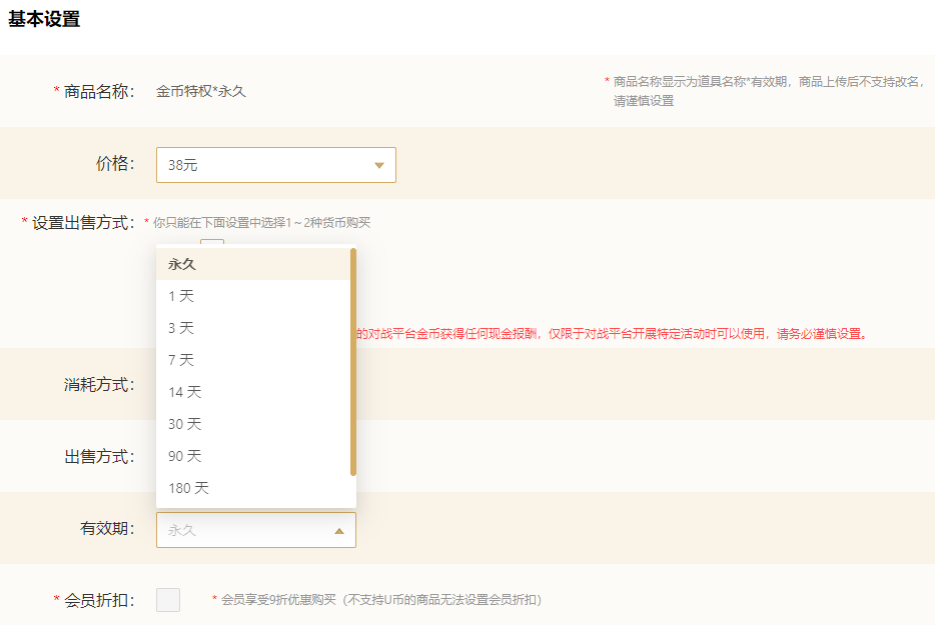 基本设置
* 商品名称： 金币特权*永久
* 商品名称显示为道具名称*有效期，商品上传后不支持改名，
请谨慎设置
价格： 38元
* 设置出售方式： * 你只能在下面设置中选择1～2种货币购买
永久
1 天
3 天
的对战平台金币获得任何现金报酬，仅限于对战平台开展特定活动时可以使用，请务必谨慎设置。
7 天
消耗方式：
14 天
30 天
出售方式：
90 天
180 天
有效期： 永久
* 会员折扣： * 会员享受9折优惠购买（不支持U币的商品无法设置会员折扣）